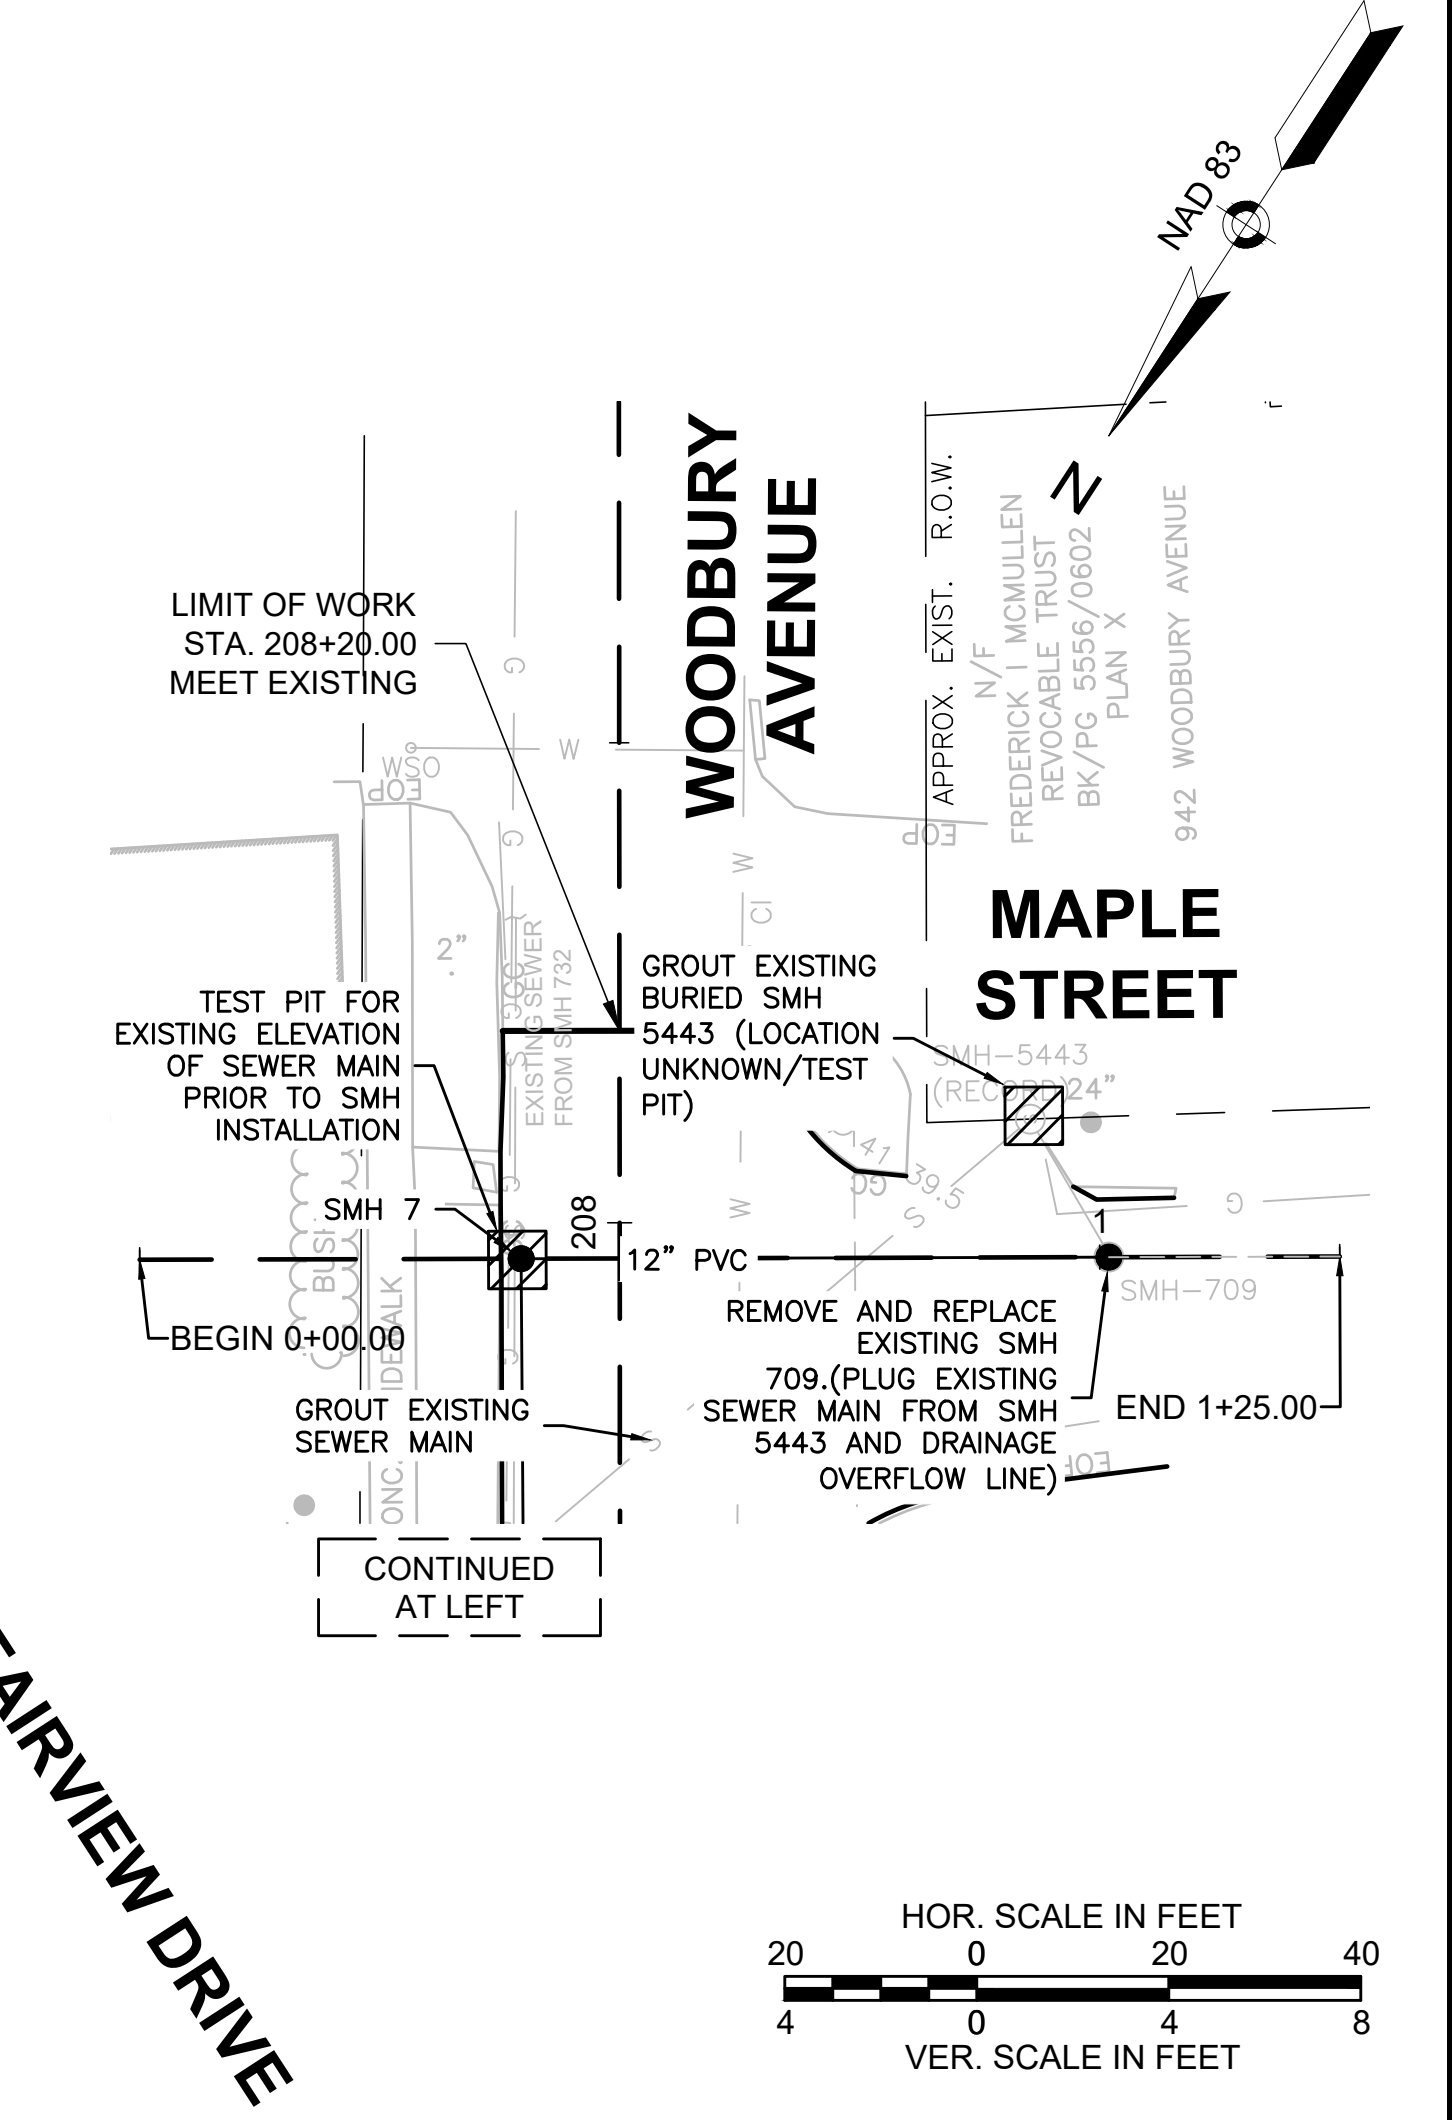 NAD 83
N
WOODBURY
AVENUE
APPROX. EXIST. R.O.W.
N/F
FREDERICK I MCMULLEN
REVOCABLE TRUST
BK/PG 5556/0602
PLAN X
942 WOODBURY AVENUE
LIMIT OF WORK
STA. 208+20.00
MEET EXISTING
G
W
WSO
EOP
G
EOP
W
CI
MAPLE
STREET
2"
EXISTING SEWER
FROM SMH 732
GROUT EXISTING
BURIED SMH
5443 (LOCATION
UNKNOWN/TEST
PIT)
TEST PIT FOR
EXISTING ELEVATION
OF SEWER MAIN
PRIOR TO SMH
INSTALLATION
SMH-5443
(RECORD)
24"
S
41
39.5
GC
S
G
W
G
SMH 7
208
1
12" PVC
SMH-709
BEGIN 0+00.00
G
REMOVE AND REPLACE
EXISTING SMH
709.(PLUG EXISTING
SEWER MAIN FROM SMH
5443 AND DRAINAGE
OVERFLOW LINE)
END 1+25.00
GROUT EXISTING
SEWER MAIN
S
CONTINUED
AT LEFT
HOR. SCALE IN FEET
20 0 20 40
4 0 4 8
VER. SCALE IN FEET